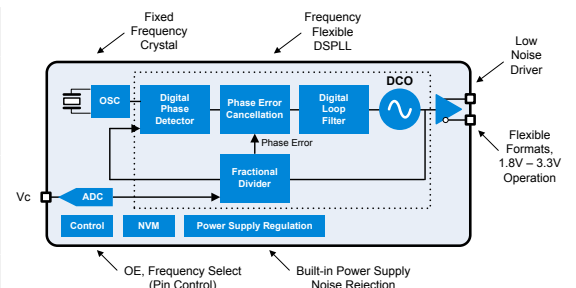 Fixed
Frequency
Crystal
Frequency
Flexible
DSPLL
Low
Noise
Driver
DCO
OSC
Digital
Phase
Detector
Phase Error
Cancellation
Digital
Loop
Filter
Phase Error
Flexible
Formats,
1.8V – 3.3V
Operation
Fractional
Divider
Vc
ADC
Control
NVM
Power Supply Regulation
OE, Frequency Select
(Pin Control)
Built-in Power Supply
Noise Rejection